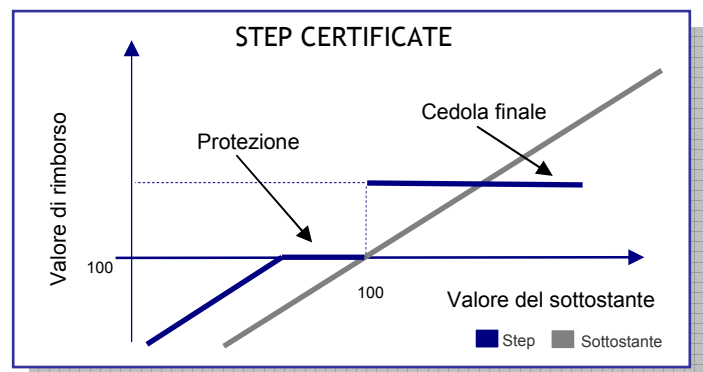 STEP CERTIFICATE
Cedola finale
Protezione
Valore di rimborso
100
100
Valore del sottostante
Step
Sottostante